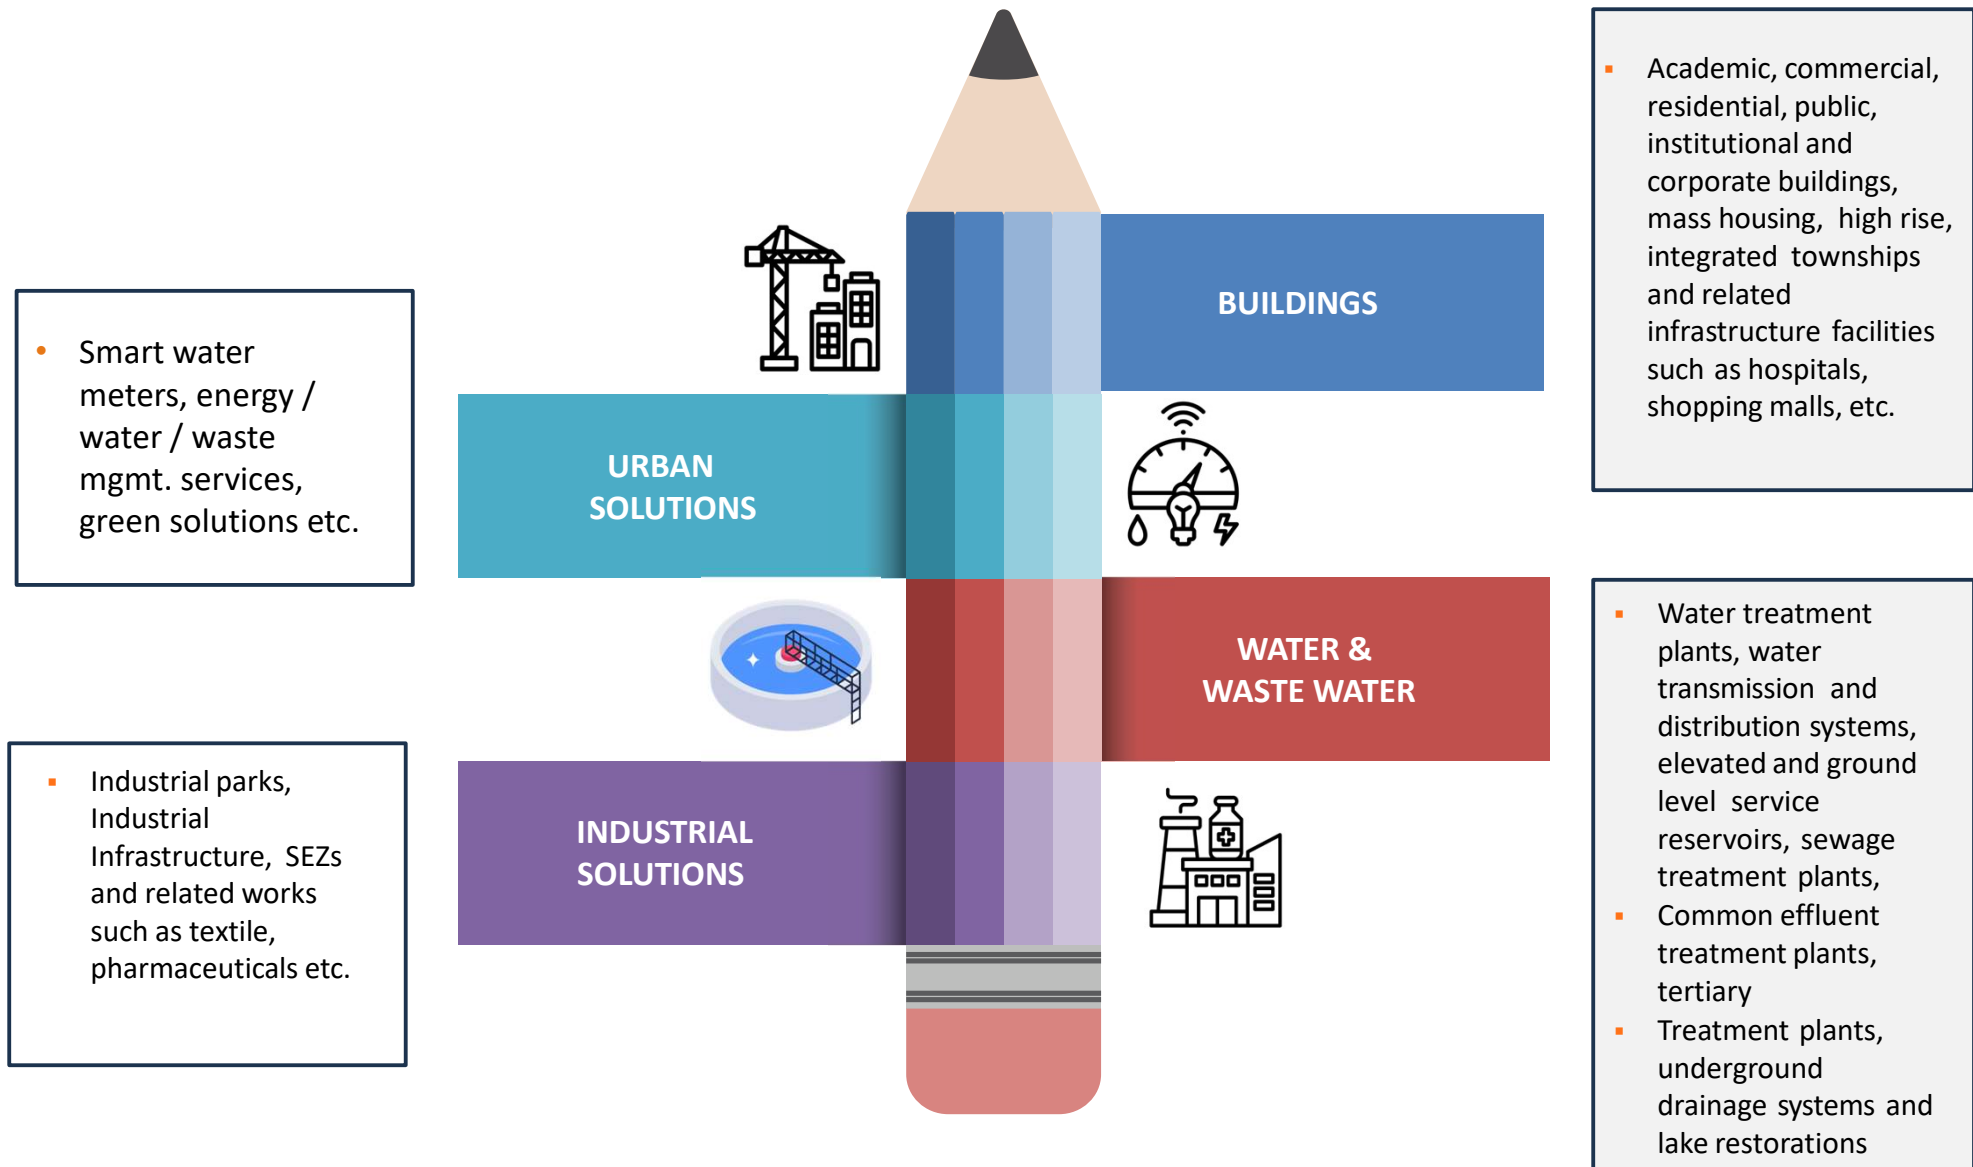 BUILDINGS
• Academic, commercial,
residential, public,
institutional and
corporate buildings,
mass housing, high rise,
integrated townships
and related
infrastructure facilities
such as hospitals,
shopping malls, etc.
• Smart water
meters, energy /
water / waste
mgmt. services,
green solutions etc.
URBAN
SOLUTIONS
WATER &
WASTE WATER
▪ Water treatment
plants, water
transmission and
distribution systems,
elevated and ground
level service
reservoirs, sewage
treatment plants,
▪ Common effluent
treatment plants,
tertiary
▪ Treatment plants,
underground
drainage systems and
lake restorations
▪ Industrial parks,
Industrial
Infrastructure, SEZs
and related works
such as textile,
pharmaceuticals etc.
INDUSTRIAL
SOLUTIONS